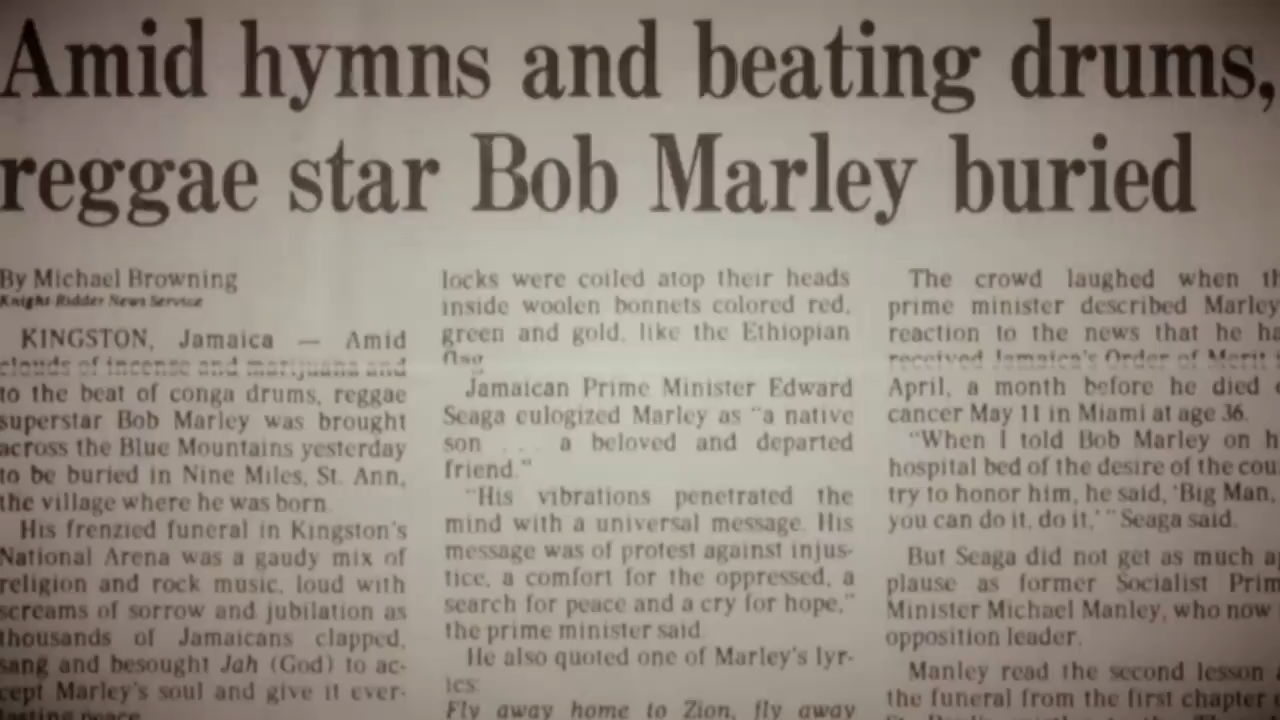 Amid hymns and beating drums,
reggae star Bob Marley buried
By Michael Browning
Knight-Ridder News Service
KINGSTON, Jamaica — Amid
clouds of incense and marijuana and
to the beat of conga drums, reggae
superstar Bob Marley was brought
across the Blue Mountains yesterday
to be buried in Nine Miles, St. Ann,
the village where he was born.
His frenzied funeral in Kingston's
National Arena was a gaudy mix of
religion and rock music, loud with
screams of sorrow and jubilation as
thousands of Jamaicans clapped,
sang and besought Jah (God) to ac-
cept Marley's soul and give it ever-
lasting peace.
locks were coiled atop their heads
inside woolen bonnets colored red,
green and gold, like the Ethiopian
flag.
Jamaican Prime Minister Edward
Seaga eulogized Marley as "a native
son . . . a beloved and departed
friend."
"His vibrations penetrated the
mind with a universal message. His
message was of protest against injus-
tice, a comfort for the oppressed, a
search for peace and a cry for hope,"
the prime minister said.
He also quoted one of Marley's lyr-
ics:
Fly away home to Zion, fly away
The crowd laughed when
prime minister described Marley
reaction to the news that he
received Jamaica's Order of Merit
April, a month before he died
cancer May 11 in Miami at age 36.
"When I told Bob Marley on
hospital bed of the desire of the cou
try to honor him, he said, 'Big Man,
you can do it, do it,' " Seaga said.
But Seaga did not get as much
plause as former Socialist Prim
Minister Michael Manley, who now
opposition leader.
Manley read the second lesson
the funeral from the first chapter